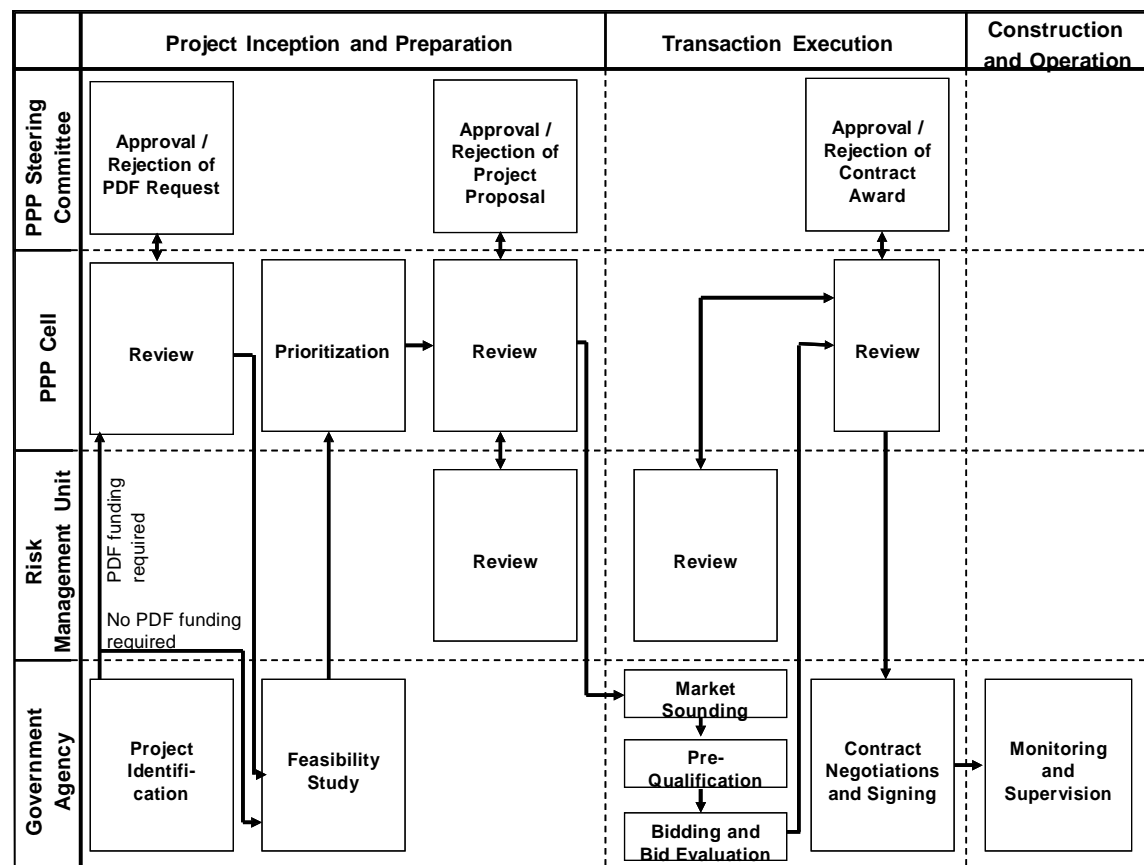 Project Inception and Preparation
Transaction Execution
Construction
and Operation
PPP Steering
Committee
Approval /
Rejection of
PDF Request
Approval /
Rejection of
Project
Proposal
Approval /
Rejection of
Contract
Award
PPP Cell
Review
Prioritization
Review
Review
Risk
Management Unit
PDF funding
required
No PDF funding
required
Review
Review
Government
Agency
Project
Identifi-
cation
Feasibility
Study
Market
Sounding
Pre-
Qualification
Bidding and
Bid Evaluation
Contract
Negotiations
and Signing
Monitoring
and
Supervision